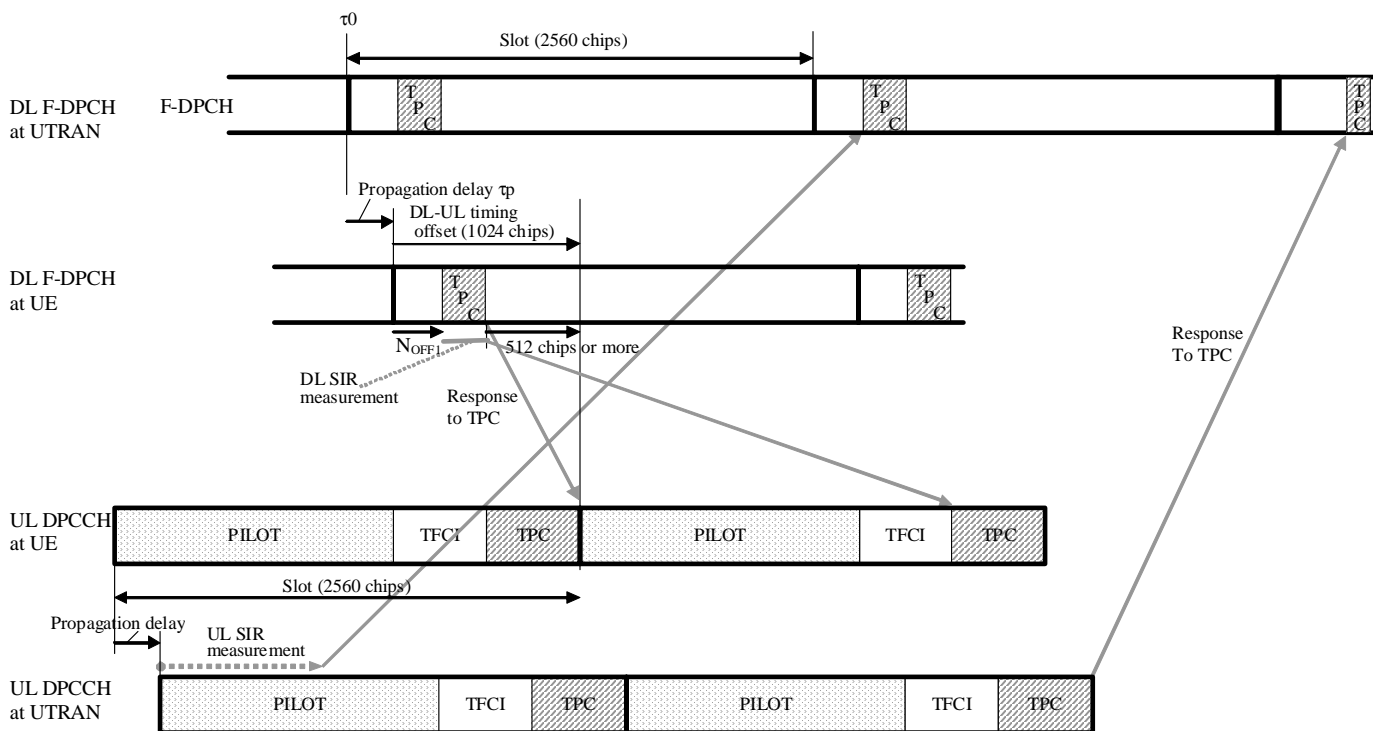 τ0
Slot (2560 chips)
DL F-DPCH
at UTRAN
F-DPCH
T
P
C
T
P
C
T
P
C
Propagation delay τp
DL-UL timing
offset (1024 chips)
DL F-DPCH
at UE
T
P
C
T
P
C
NOFF1
512 chips or more
DL SIR
measurement
Response
to TPC
Response
To TPC
UL DPCCH
at UE
PILOT
TFCI
TPC
PILOT
TFCI
TPC
Slot (2560 chips)
Propagation delay
UL SIR
measurement
UL DPCCH
at UTRAN
PILOT
TFCI
TPC
PILOT
TFCI
TPC